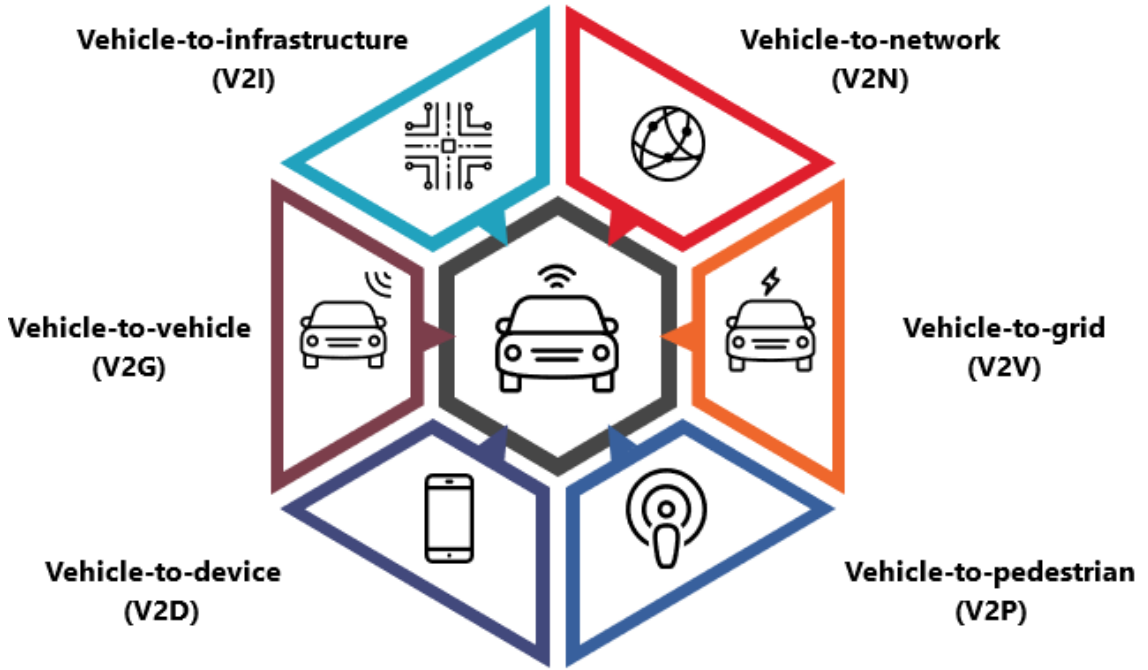 Vehicle-to-infrastructure
(V2I)
Vehicle-to-network
(V2N)
Vehicle-to-vehicle
(V2G)
Vehicle-to-grid
(V2V)
Vehicle-to-device
(V2D)
Vehicle-to-pedestrian
(V2P)